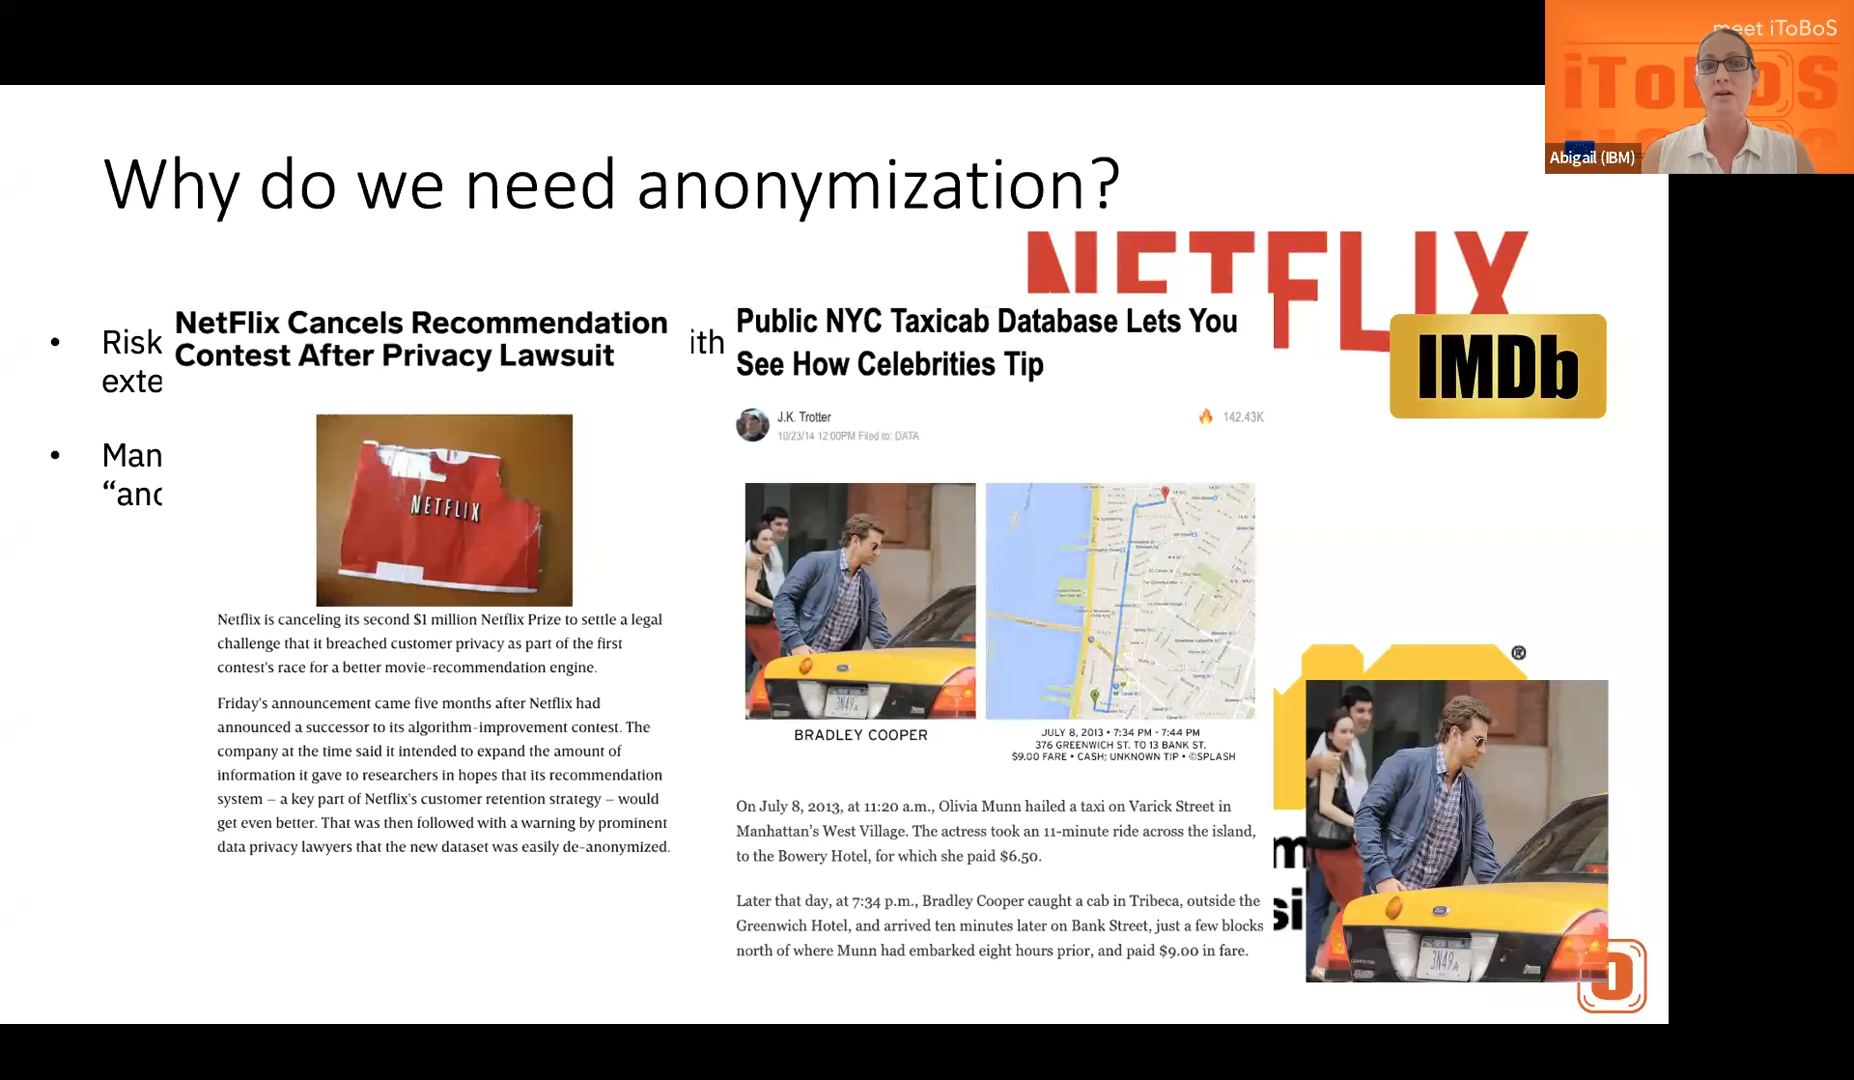 meet iToBoS
iToBoS
Abigail (IBM)
Why do we need anonymization?
NETFLIX
IMDb
• Risk
ith
exte
• Man
NetFlix Cancels Recommendation
Contest After Privacy Lawsuit
NETFLIX
Netflix is canceling its second $1 million Netflix Prize to settle a legal
challenge that it breached customer privacy as part of the first
contest's race for a better movie-recommendation engine.
Friday's announcement came five months after Netflix had
announced a successor to its algorithm-improvement contest. The
company at the time said it intended to expand the amount of
information it gave to researchers in hopes that its recommendation
system – a key part of Netflix's customer retention strategy – would
get even better. That was then followed with a warning by prominent
data privacy lawyers that the new dataset was easily de-anonymized.
Public NYC Taxicab Database Lets You
See How Celebrities Tip
J.K. Trotter
142.43K
10/23/14 12:00PM Filed to: DATA
3N49
BRADLEY COOPER
JULY 8, 2013 • 7:34 PM - 7:44 PM
376 GREENWICH ST. TO 13 BANK ST.
$9.00 FARE • CASH; UNKNOWN TIP • ©SPLASH
On July 8, 2013, at 11:20 a.m., Olivia Munn hailed a taxi on Varick Street in
Manhattan's West Village. The actress took an 11-minute ride across the island,
to the Bowery Hotel, for which she paid $6.50.
Later that day, at 7:34 p.m., Bradley Cooper caught a cab in Tribeca, outside the
Greenwich Hotel, and arrived ten minutes later on Bank Street, just a few blocks
north of where Munn had embarked eight hours prior, and paid $9.00 in fare.
®
m
si
3N49